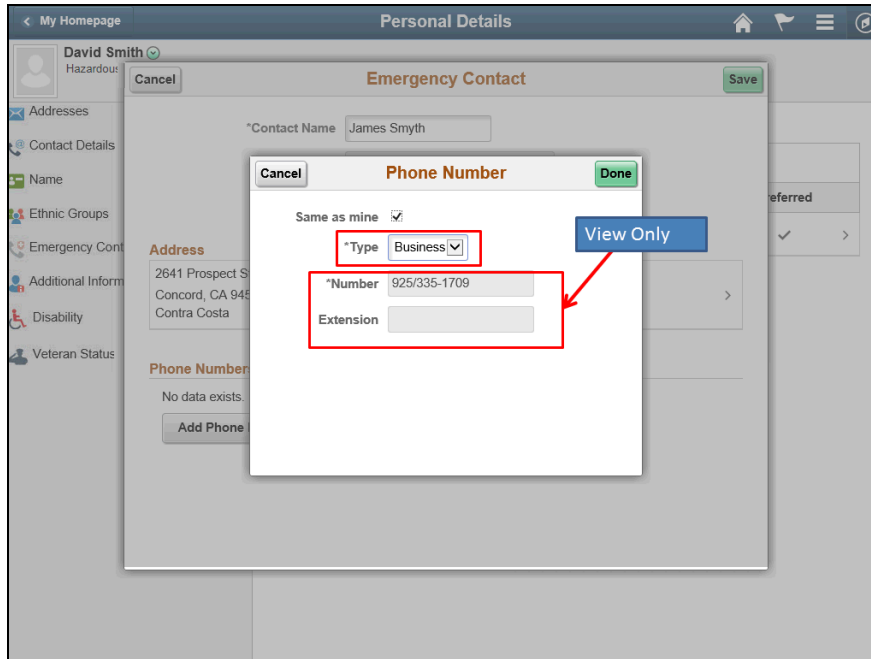 My Homepage
Personal Details
David Smith
Hazardous
Cancel
Emergency Contact
Save
Addresses
Contact Details
Name
Ethnic Groups
Emergency Cont
Additional Inform
Disability
Veteran Status
*Contact Name James Smyth
eferred
Address
2641 Prospect S
Concord, CA 945
Contra Costa
Phone Number
No data exists.
Add Phone
Cancel
Phone Number
Done
Same as mine
*Type Business
View Only
*Number 925/335-1709
Extension